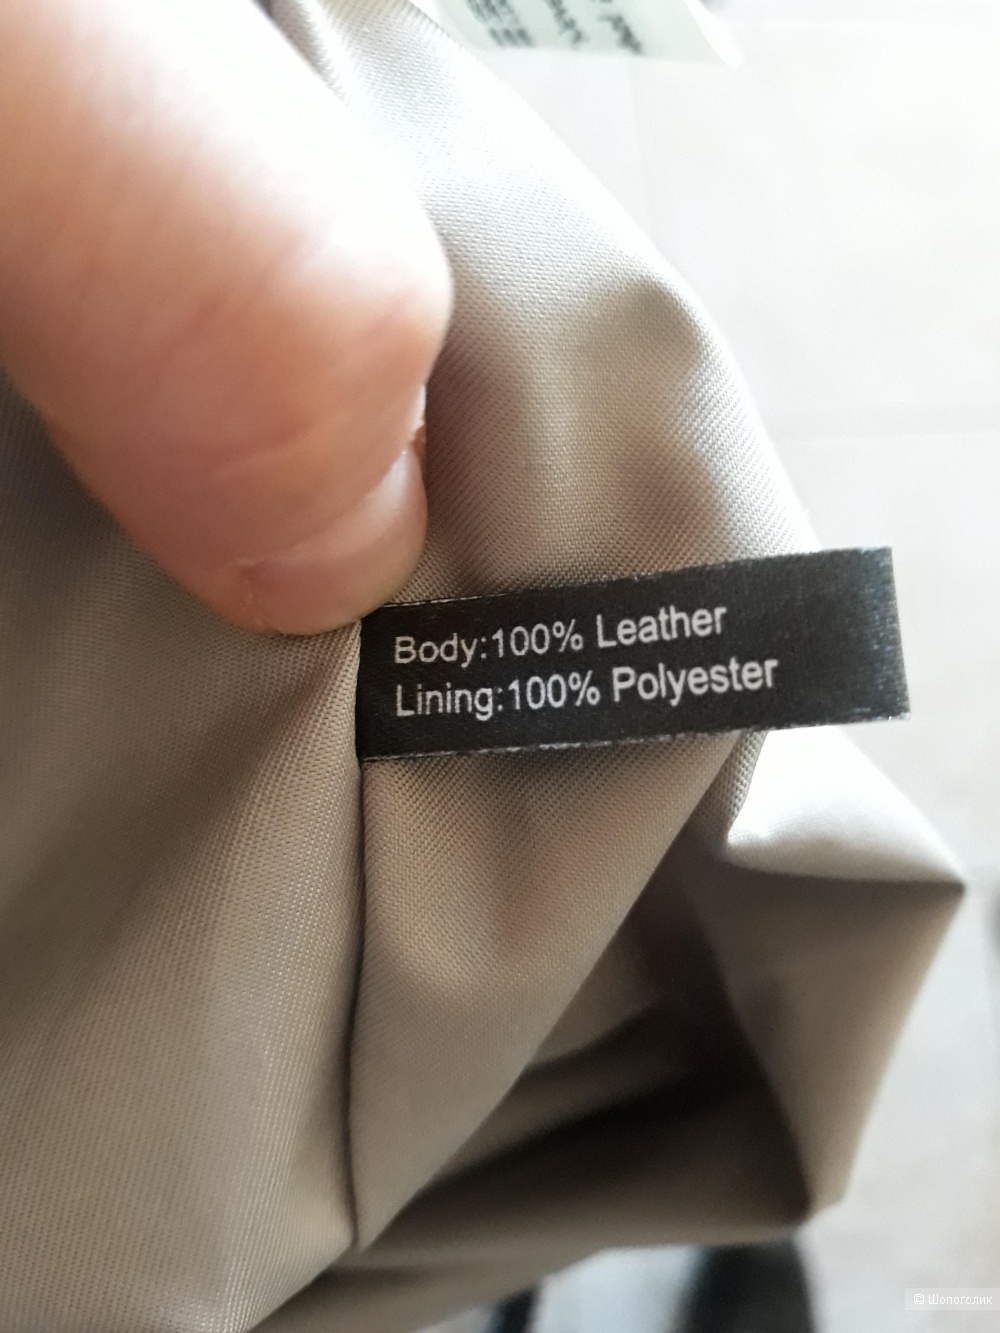 Body:100% Leather
Lining:100% Polyester
© Шопоголик